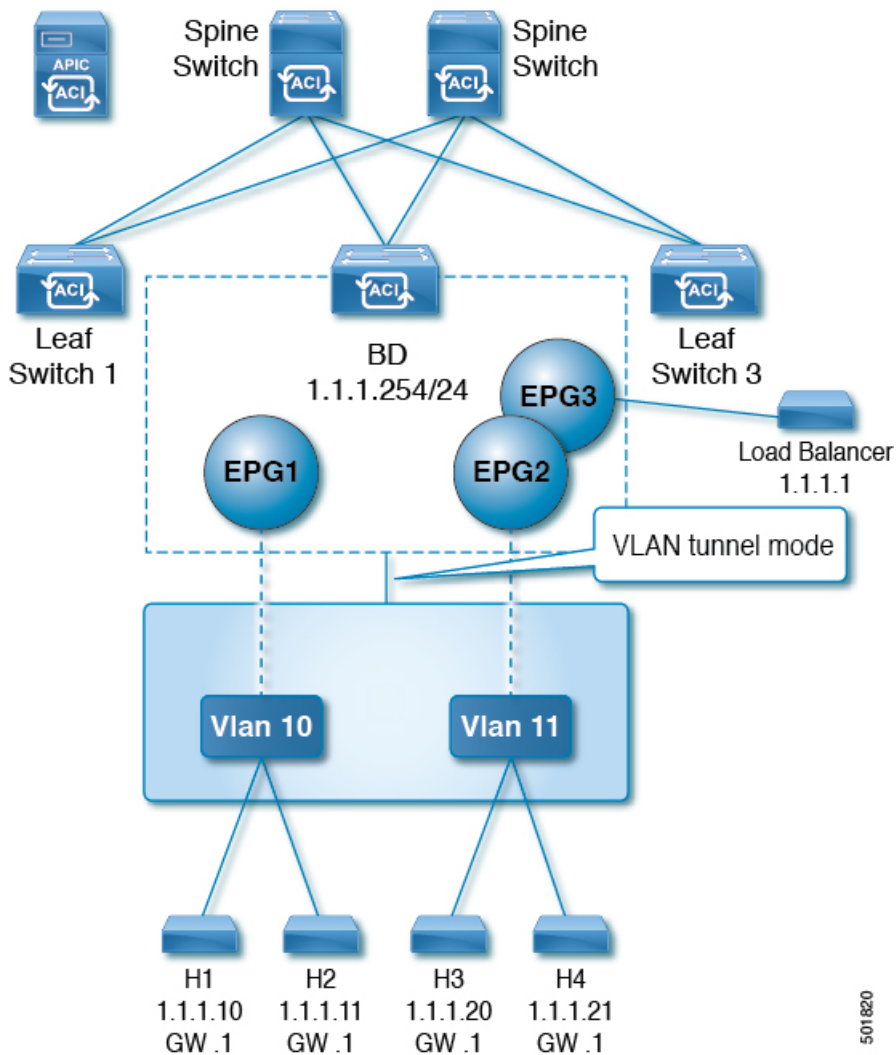 APIC
ACI
Spine
Switch
ACI
Spine
Switch
ACI
ACI
Leaf
Switch 1
ACI
ACI
Leaf
Switch 3
BD
1.1.1.254/24
EPG1
EPG3
EPG2
Load Balancer
1.1.1.1
VLAN tunnel mode
Vlan 10
Vlan 11
H1
1.1.1.10
GW .1
H2
1.1.1.11
GW .1
H3
1.1.1.20
GW .1
H4
1.1.1.21
GW .1
501820